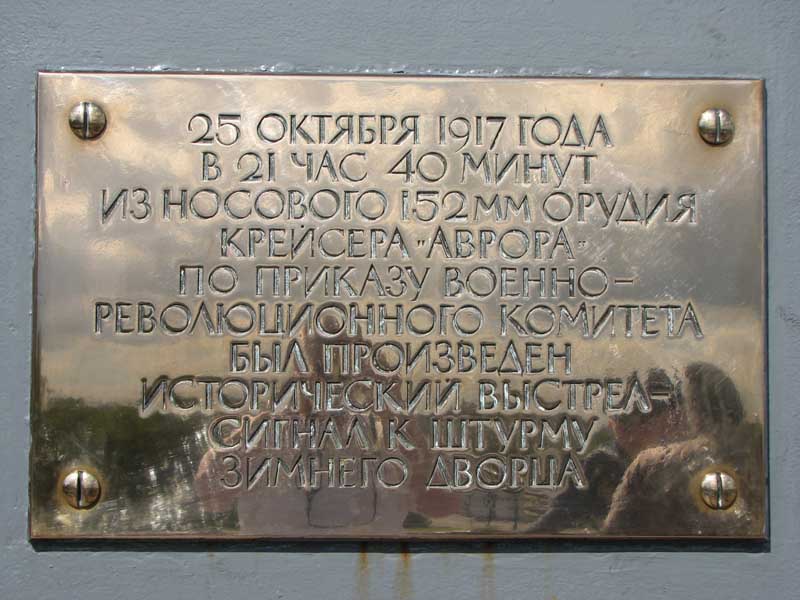 25 ОКТЯБРЯ 1917 ГОДА
В 21 ЧАС 40 МИНУТ
ИЗ НОСОВОГО 152 ММ ОРУДИЯ
КРЕЙСЕРА "АВРОРА"
ПО ПРИКАЗУ ВОЕННО-
РЕВОЛЮЦИОННОГО КОМИТЕТА
БЫЛ ПРОИЗВЕДЕН
ИСТОРИЧЕСКИЙ ВЫСТРЕЛ-
СИГНАЛ К ШТУРМУ
ЗИМНЕГО ДВОРЦА